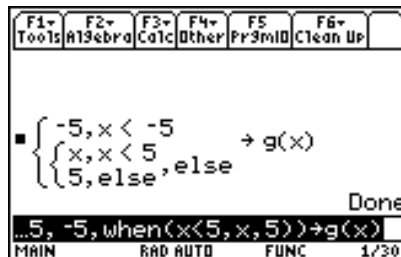 F1▾ F2▾ F3▾ F4▾ F5 F6▾
Tools Algebra Calc Other PrgmIO Clean Up
■ { -5,x < -5
{ x,x < 5
5,else ,else → g(x)
Done
…5, -5,when(x<5,x,5))→g(x)
MAIN RAD AUTO FUNC 1/30